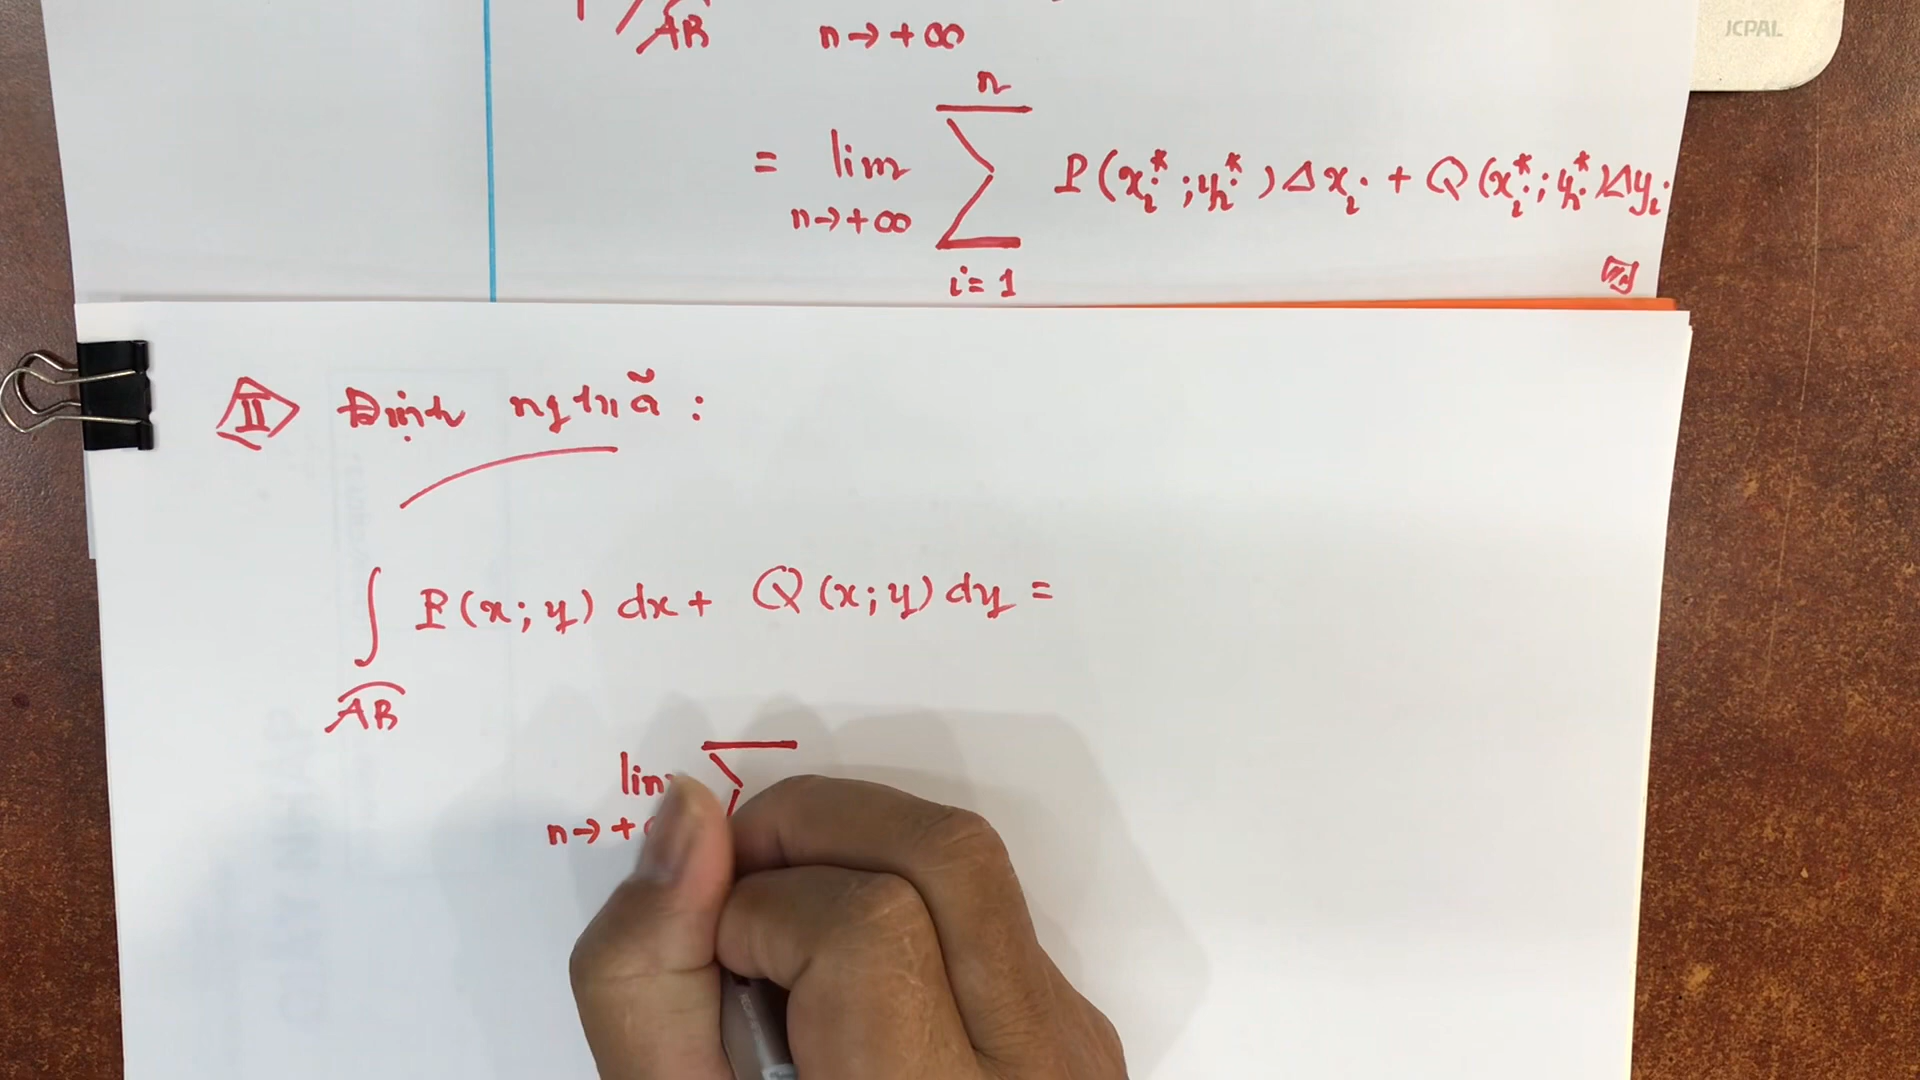 JCPAL
AB n→+∞
n
= lim ∑ P(xᵢ*;yᵢ*)Δxᵢ + Q(xᵢ*;yᵢ*)Δyᵢ
n→+∞
i=1
II Định nghĩa:
∫ P(x;y) dx + Q(x;y) dy =
AB
lim ∑
n→+